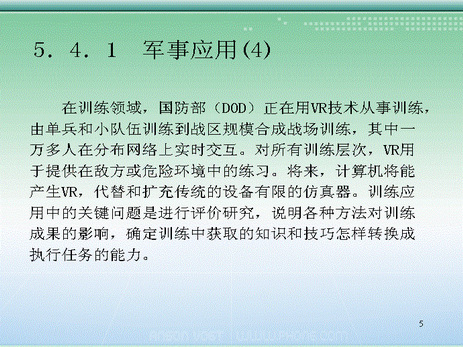 5．4．1 军事应用(4)
在训练领域，国防部（DOD）正在用VR技术从事训练，
由单兵和小队伍训练到战区规模合成战场训练，其中一
万多人在分布网络上实时交互。对所有训练层次，VR用
于提供在敌方或危险环境中的练习。将来，计算机将能
产生VR，代替和扩充传统的设备有限的仿真器。训练应
用中的关键问题是进行评价研究，说明各种方法对训练
成果的影响，确定训练中获取的知识和技巧怎样转换成
执行任务的能力。
5